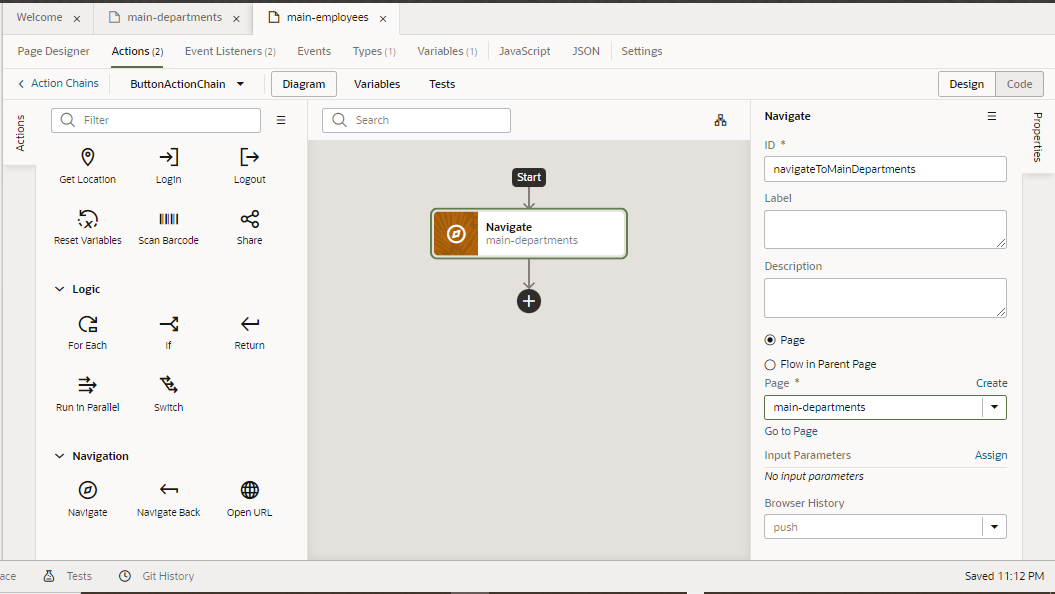 Welcome × main-departments × main-employees ×
Page Designer Actions (2) Event Listeners (2) Events Types (1) Variables (1) JavaScript JSON Settings
Action Chains ButtonActionChain Diagram Variables Tests Design Code
Actions
Filter
Get Location Login Logout
Reset Variables Scan Barcode Share
Logic
For Each If Return
Run in Parallel Switch
Navigation
Navigate Navigate Back Open URL
Search
Start
Navigate
main-departments
Navigate
Properties
ID *
navigateToMainDepartments
Label
Description
Page
Flow in Parent Page
Page * Create
main-departments
Go to Page
Input Parameters Assign
No input parameters
Browser History
push
ace Tests Git History Saved 11:12 PM